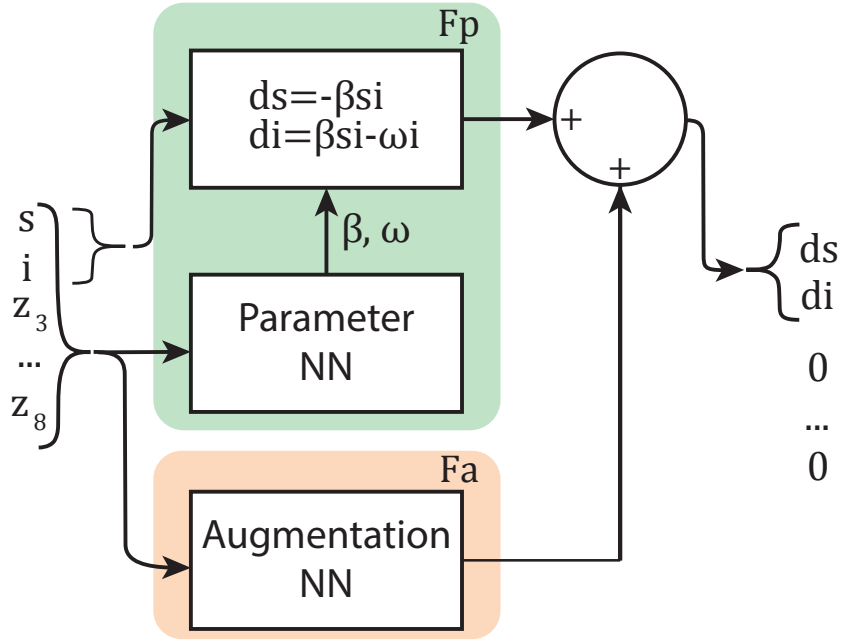 Fp
ds=-βsi
di=βsi-ωi
β, ω
Parameter
NN
s
i
z₃
...
z₈
Fa
Augmentation
NN
+
+
ds
di
0
...
0